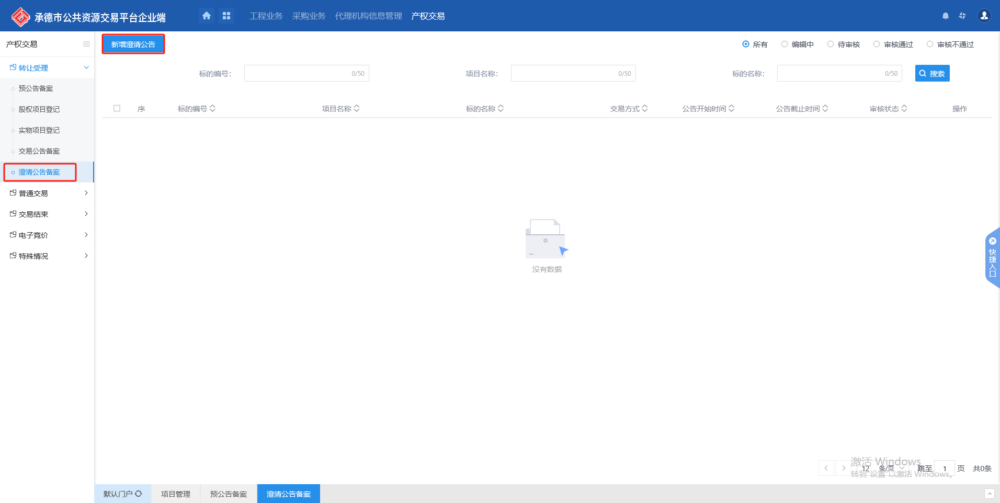 承德市公共资源交易平台企业端
工程业务 采购业务 代理机构信息管理 产权交易
产权交易
转让受理
预公告备案
股权项目登记
实物项目登记
交易公告备案
澄清公告备案
普通交易
交易结束
电子竞价
特殊情况
新增澄清公告
所有 编辑中 待审核 审核通过 审核不通过
标的编号： 0/50 项目名称： 0/50 标的名称： 0/50 搜索
序 标的编号 项目名称 标的名称 交易方式 公告开始时间 公告截止时间 审核状态 操作
没有数据
快捷入口
激活 Windows
12 条/页 跳至 1 页 共0条
转到"设置"以激活 Windows。
默认门户 项目管理 预公告备案 澄清公告备案